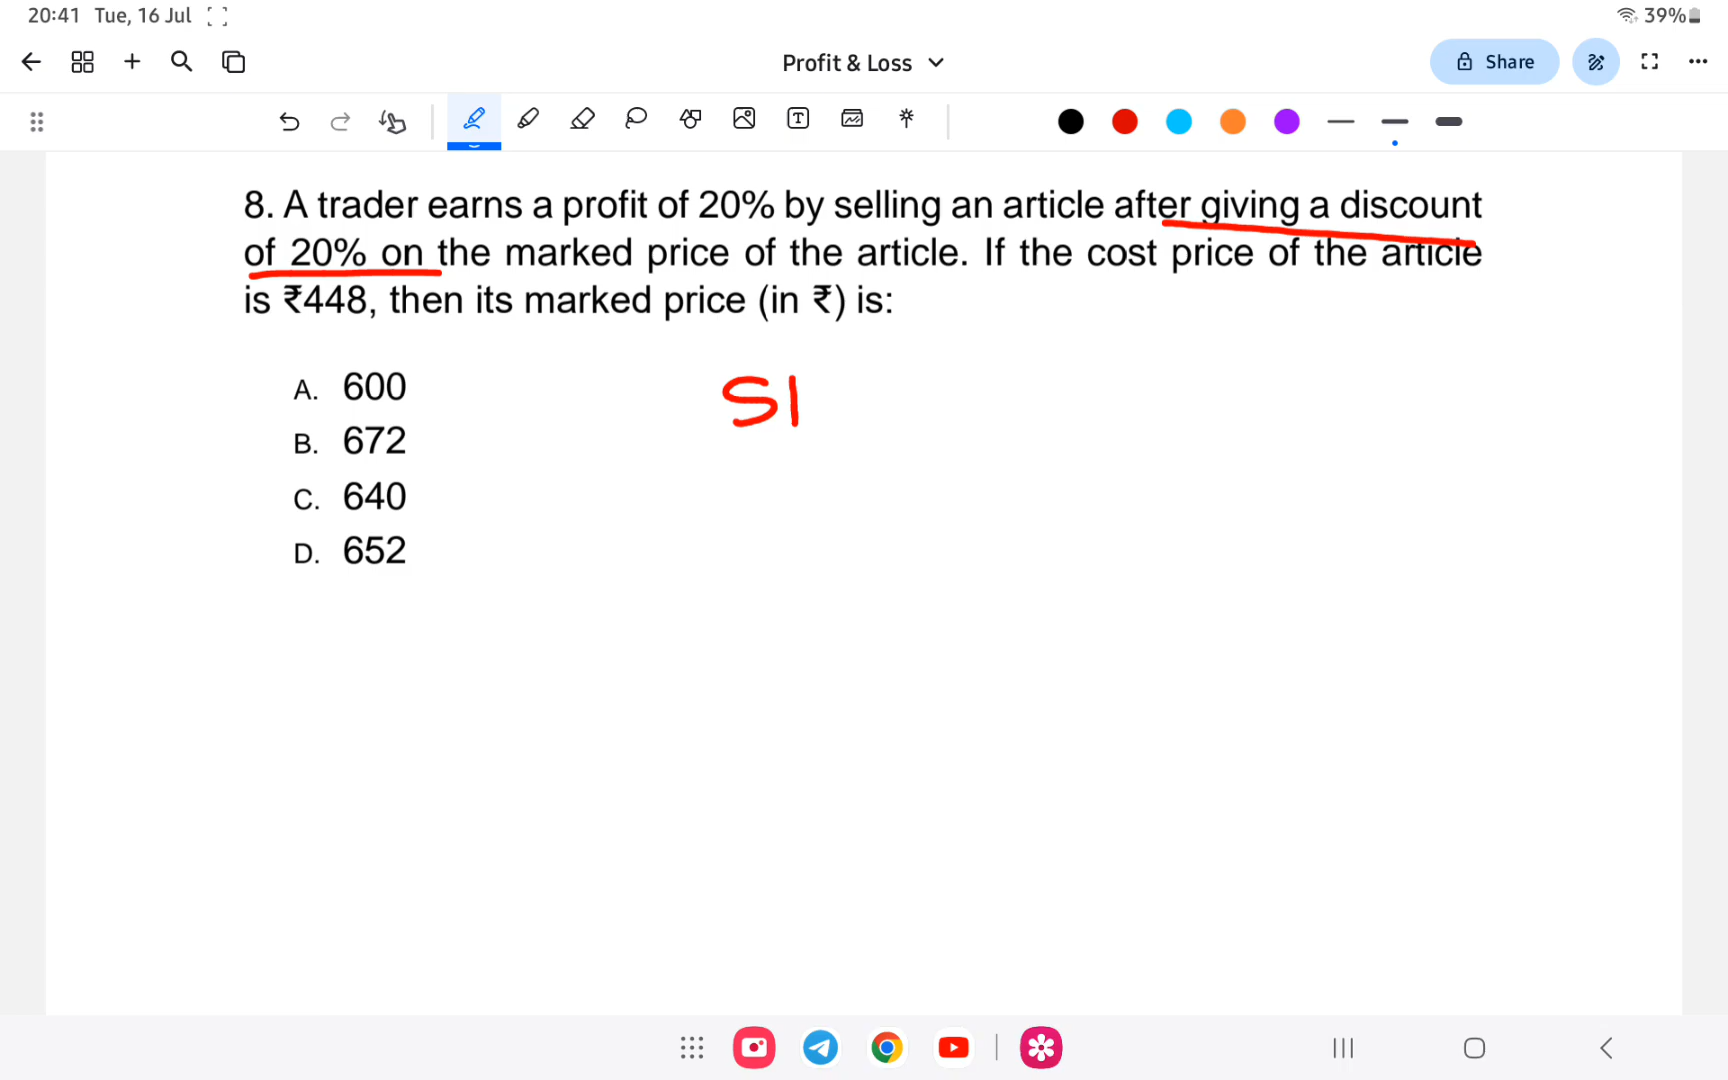 20:41 Tue, 16 Jul 39%
Profit & Loss Share
8. A trader earns a profit of 20% by selling an article after giving a discount
of 20% on the marked price of the article. If the cost price of the article
is ₹448, then its marked price (in ₹) is:
A. 600
B. 672
C. 640
D. 652
SI